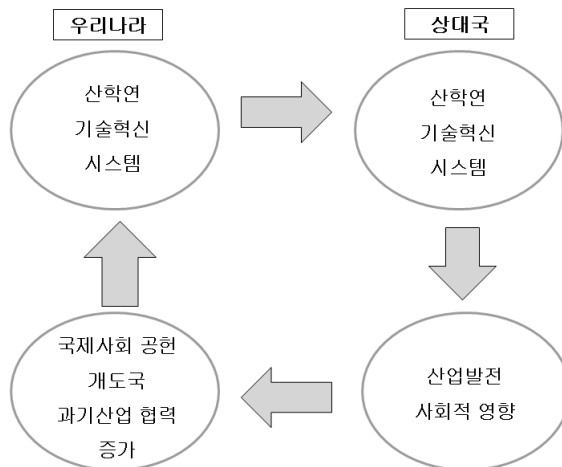 우리나라
상대국
산학연
기술혁신
시스템
산학연
기술혁신
시스템
국제사회 공헌
개도국
과기산업 협력
증가
산업발전
사회적 영향